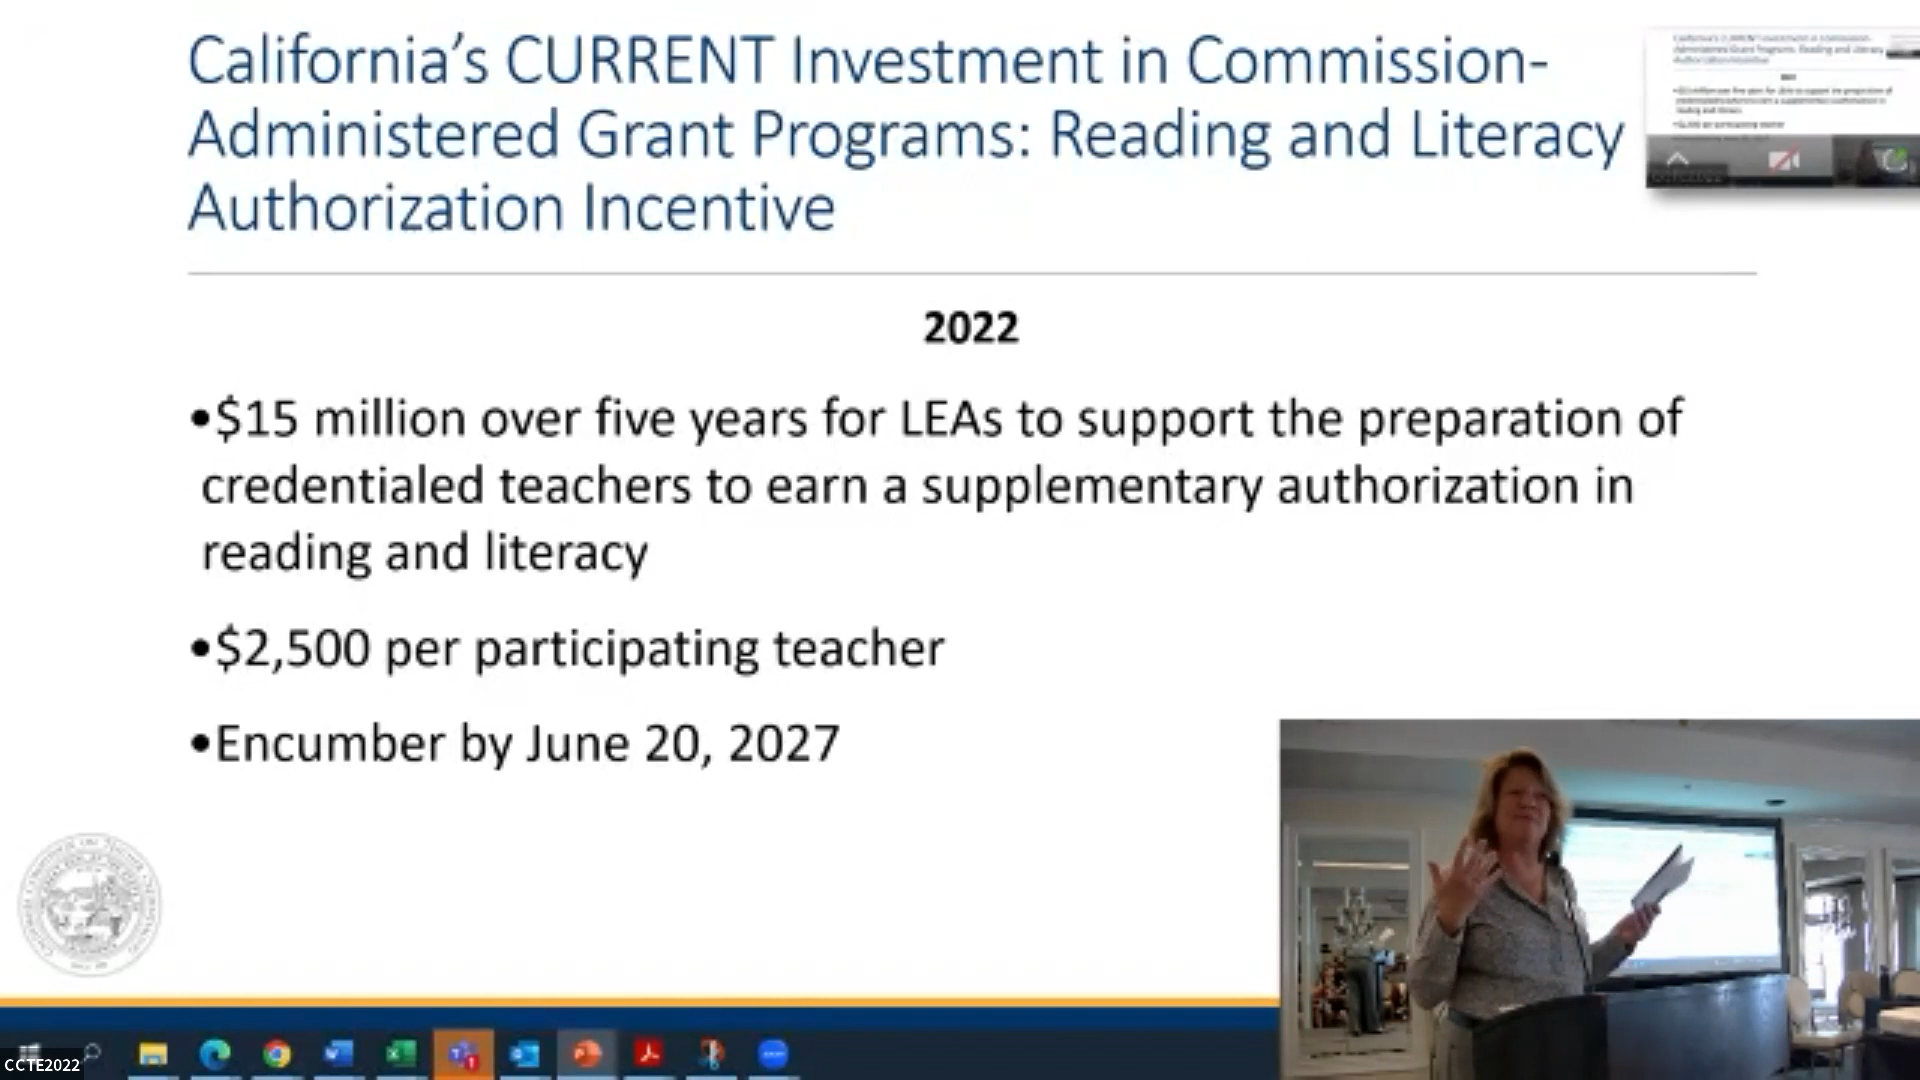 California's CURRENT Investment in Commission-
Administered Grant Programs: Reading and Literacy
Authorization Incentive
2022
•$15 million over five years for LEAs to support the preparation of
credentialed teachers to earn a supplementary authorization in
reading and literacy
•$2,500 per participating teacher
•Encumber by June 20, 2027
CCTE2022